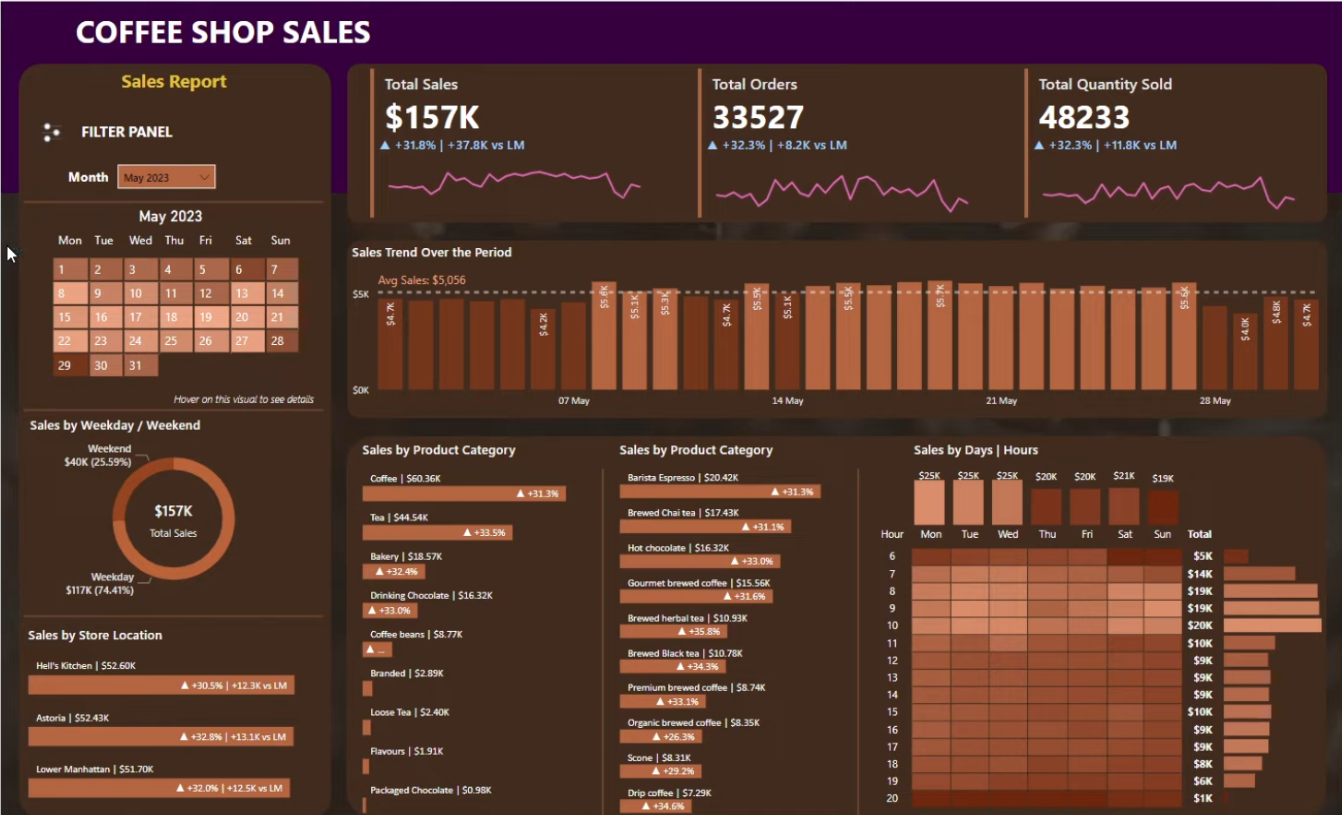 COFFEE SHOP SALES
Sales Report
FILTER PANEL
Month May 2023
May 2023
Mon Tue Wed Thu Fri Sat Sun
1 2 3 4 5 6 7
8 9 10 11 12 13 14
15 16 17 18 19 20 21
22 23 24 25 26 27 28
29 30 31
Hover on this visual to see details
Sales by Weekday / Weekend
Weekend
$40K (25.59%)
$157K
Total Sales
Weekday
$117K (74.41%)
Sales by Store Location
Hell's Kitchen | $52.60K
▲ +30.5% | +12.3K vs LM
Astoria | $52.43K
▲ +32.8% | +13.1K vs LM
Lower Manhattan | $51.70K
▲ +32.0% | +12.5K vs LM
Total Sales
$157K
▲ +31.8% | +37.8K vs LM
Total Orders
33527
▲ +32.3% | +8.2K vs LM
Total Quantity Sold
48233
▲ +32.3% | +11.8K vs LM
Sales Trend Over the Period
Avg Sales: $5,056
$5K
$4.7K $4.2K $5.1K $5.3K $4.7K $5.5K $5.1K $5.5K $5.7K $5.6K $4.0K $4.8K $4.7K
$0K
07 May 14 May 21 May 28 May
Sales by Product Category
Coffee | $60.36K
▲ +31.3%
Tea | $44.54K
▲ +33.5%
Bakery | $18.57K
▲ +32.4%
Drinking Chocolate | $16.32K
▲ +33.0%
Coffee beans | $8.77K
▲ ...
Branded | $2.89K
Loose Tea | $2.40K
Flavours | $1.91K
Packaged Chocolate | $0.98K
Sales by Product Category
Barista Espresso | $20.42K
▲ +31.3%
Brewed Chai tea | $17.43K
▲ +31.1%
Hot chocolate | $16.32K
▲ +33.0%
Gourmet brewed coffee | $15.56K
▲ +31.6%
Brewed herbal tea | $10.93K
▲ +35.8%
Brewed Black tea | $10.78K
▲ +34.3%
Premium brewed coffee | $8.74K
▲ +33.1%
Organic brewed coffee | $8.35K
▲ +26.3%
Scone | $8.31K
▲ +29.2%
Drip coffee | $7.29K
▲ +34.6%
Sales by Days | Hours
$25K $25K $25K $20K $20K $21K $19K
Hour Mon Tue Wed Thu Fri Sat Sun Total
6 $5K
7 $14K
8 $19K
9 $19K
10 $20K
11 $10K
12 $9K
13 $9K
14 $9K
15 $10K
16 $9K
17 $9K
18 $8K
19 $6K
20 $1K